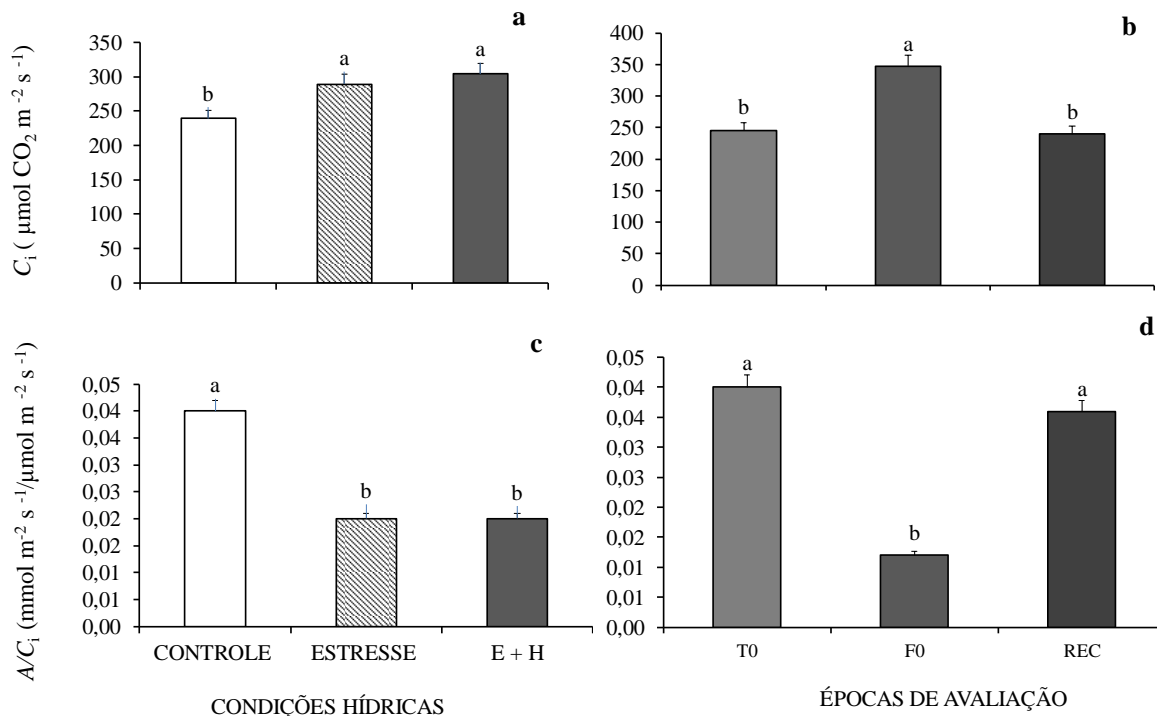 a
b
C i ( µmol CO2 m -2 s -1)
350
300
250
200
150
100
50
0
b
a
a
400
350
300
250
200
150
100
50
0
b
a
b
c
d
A/C i (mmol m-2 s -1/µmol m -2 s -1)
0,05
0,04
0,04
0,03
0,03
0,02
0,02
0,01
0,01
0,00
a
b
b
CONTROLE ESTRESSE E + H
CONDIÇÕES HÍDRICAS
0,05
0,04
0,04
0,03
0,03
0,02
0,02
0,01
0,01
0,00
a
b
a
T0 F0 REC
ÉPOCAS DE AVALIAÇÃO